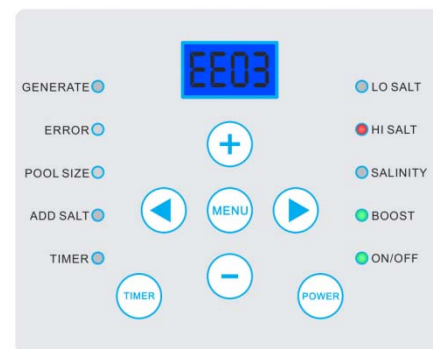 EE03
GENERATE
ERROR
POOL SIZE
ADD SALT
TIMER
+
MENU
−
TIMER
POWER
LO SALT
HI SALT
SALINITY
BOOST
ON/OFF